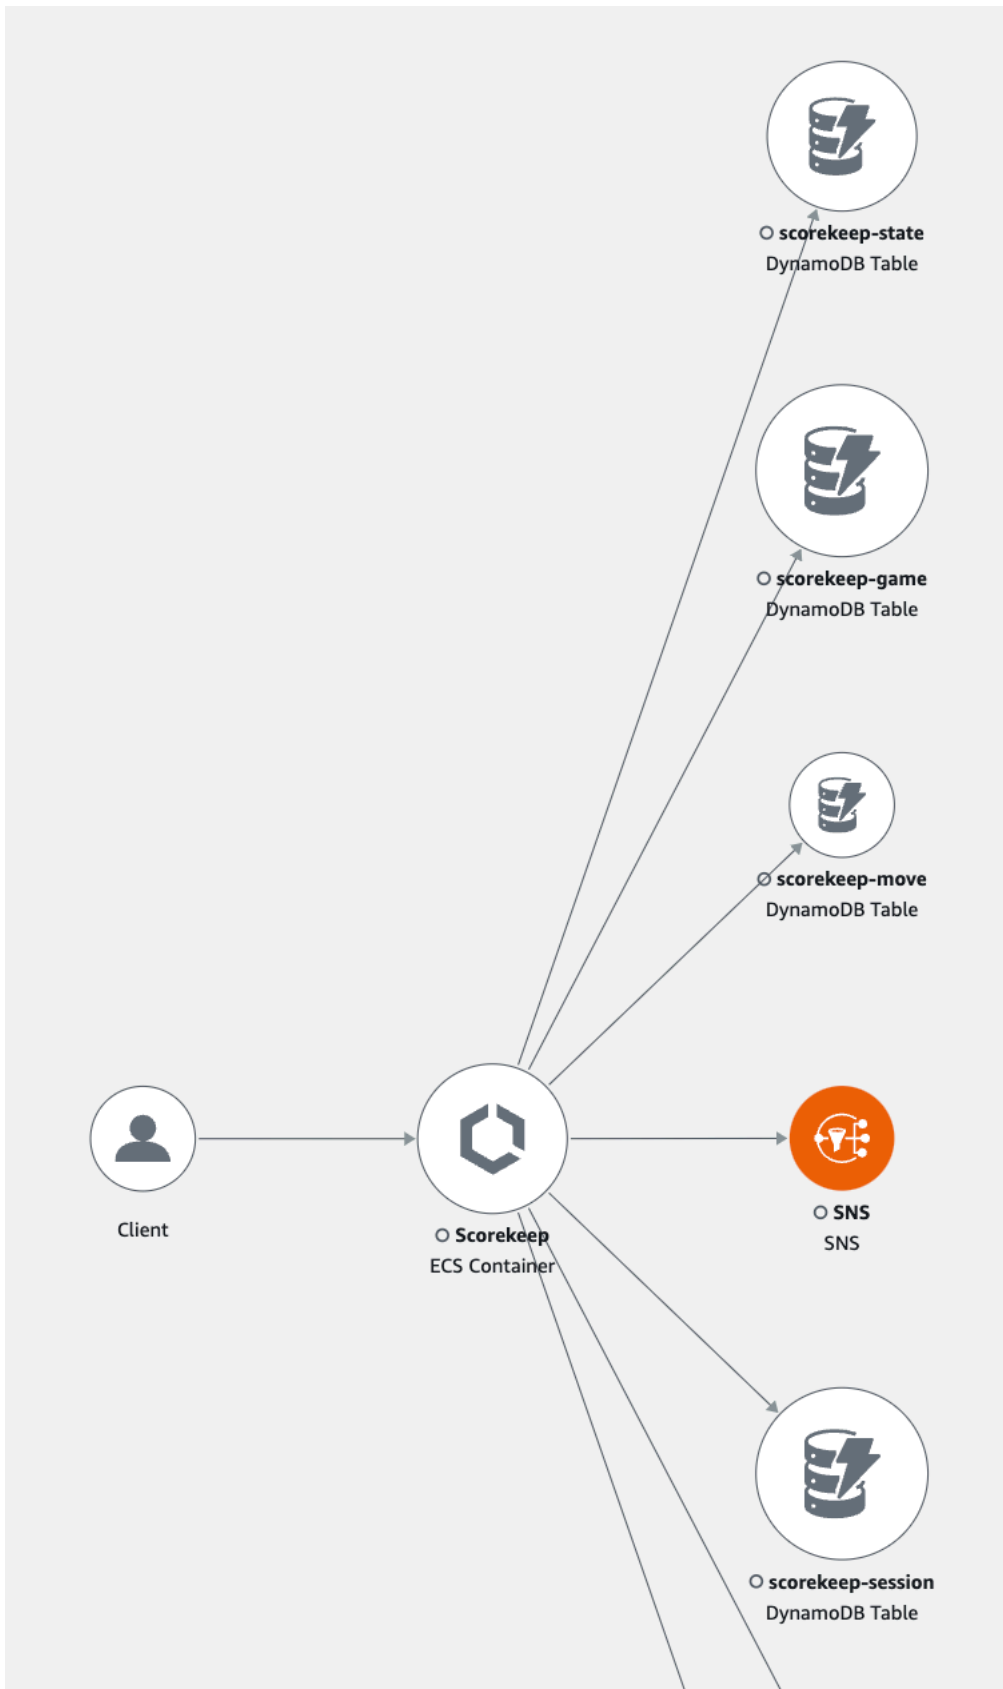 scorekeep-state
DynamoDB Table
scorekeep-game
DynamoDB Table
scorekeep-move
DynamoDB Table
Client
Scorekeep
ECS Container
SNS
SNS
scorekeep-session
DynamoDB Table